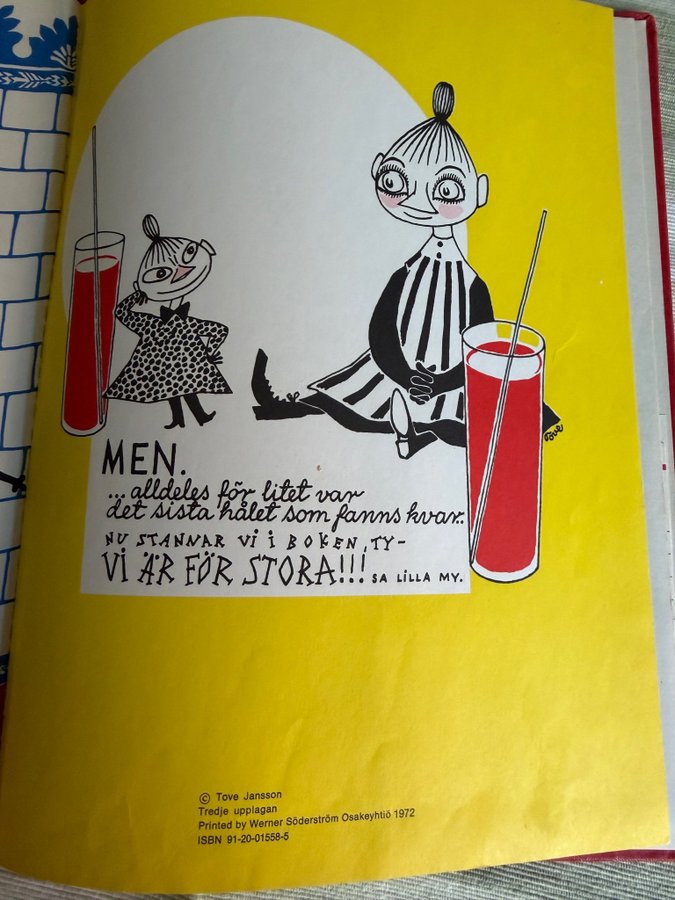 MEN.
...alldeles för litet var
det sista hålet som fanns kvar..
NU STANNAR Vi i BOKEN, TY-
Vi ÄR FÖR STORA!!! SA LiLLA MY.
Tove
© Tove Jansson
Tredje upplagan
Printed by Werner Söderström Osakeyhtiö 1972
ISBN 91-20-01558-5